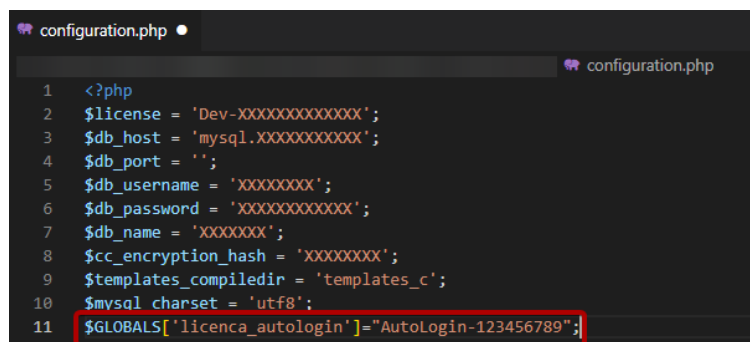 configuration.php
configuration.php
1 <?php
2 $license = 'Dev-XXXXXXXXXXXXX';
3 $db_host = 'mysql.XXXXXXXXXXX';
4 $db_port = '';
5 $db_username = 'XXXXXXXX';
6 $db_password = 'XXXXXXXXXXXX';
7 $db_name = 'XXXXXXX';
8 $cc_encryption_hash = 'XXXXXXXX';
9 $templates_compiledir = 'templates_c';
10 $mysql_charset = 'utf8';
11 $GLOBALS['licenca_autologin']="AutoLogin-123456789";